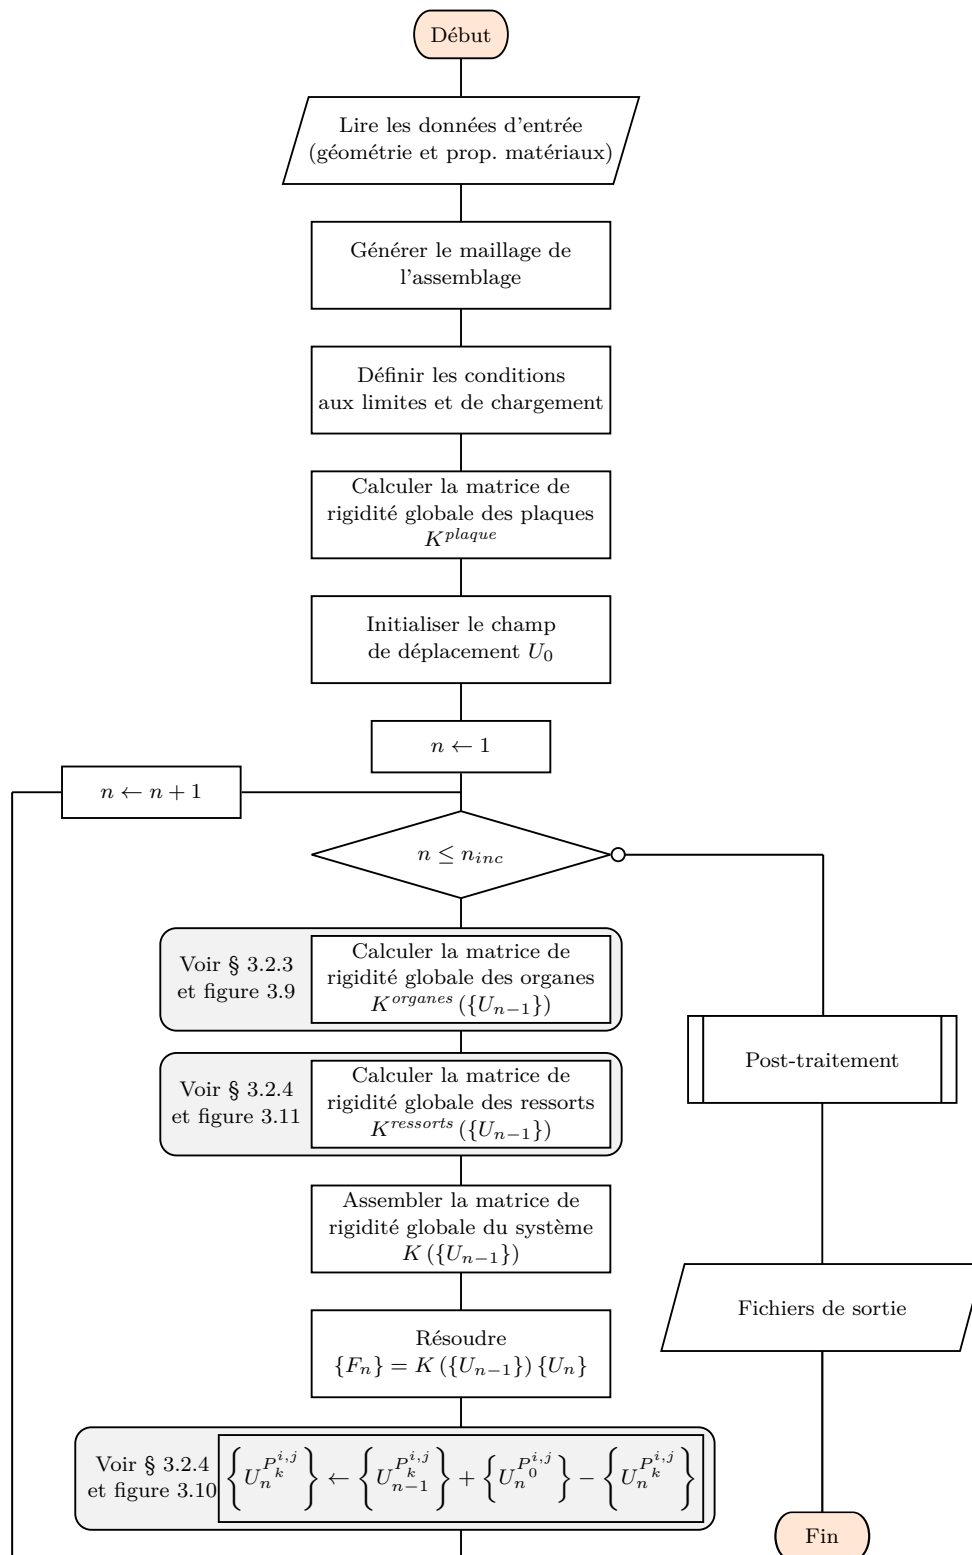 Début
Lire les données d'entrée
(géométrie et prop. matériaux)
Générer le maillage de
l'assemblage
Définir les conditions
aux limites et de chargement
Calculer la matrice de
rigidité globale des plaques
K^{plaque}
Initialiser le champ
de déplacement U_0
n ← 1
n ← n + 1
n ≤ n_{inc}
Voir § 3.2.3
et figure 3.9
Calculer la matrice de
rigidité globale des organes
K^{organes} ({U_{n−1}})
Voir § 3.2.4
et figure 3.11
Calculer la matrice de
rigidité globale des ressorts
K^{ressorts} ({U_{n−1}})
Assembler la matrice de
rigidité globale du système
K ({U_{n−1}})
Résoudre
{F_n} = K ({U_{n−1}}) {U_n}
Voir § 3.2.4
et figure 3.10
{U_n^{P_k^{i,j}}} ← {U_{n−1}^{P_k^{i,j}}} + {U_n^{P_0^{i,j}}} − {U_n^{P_k^{i,j}}}
Post-traitement
Fichiers de sortie
Fin